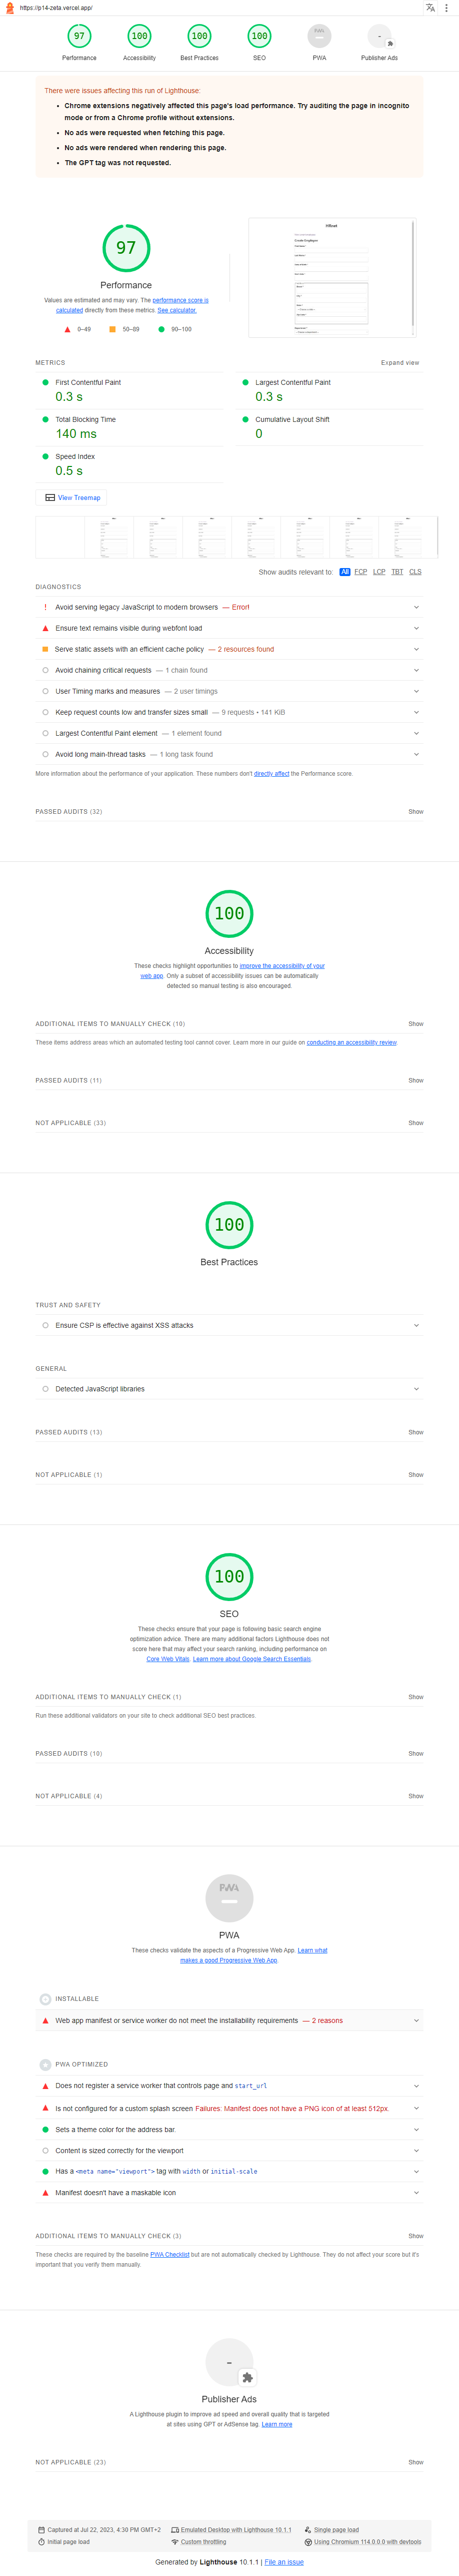 https://p14-zeta.vercel.app/
97
100
100
100
PWA
-
Performance
Accessibility
Best Practices
SEO
PWA
Publisher Ads
There were issues affecting this run of Lighthouse:
Chrome extensions negatively affected this page's load performance. Try auditing the page in incognito
mode or from a Chrome profile without extensions.
No ads were requested when fetching this page.
No ads were rendered when rendering this page.
The GPT tag was not requested.
97
Performance
Values are estimated and may vary. The performance score is
calculated directly from these metrics. See calculator.
0–49
50–89
90–100
HRnet
Create Employee
METRICS
Expand view
First Contentful Paint
0.3 s
Largest Contentful Paint
0.3 s
Total Blocking Time
140 ms
Cumulative Layout Shift
0
Speed Index
0.5 s
View Treemap
Show audits relevant to: All FCP LCP TBT CLS
DIAGNOSTICS
! Avoid serving legacy JavaScript to modern browsers — Error!
Ensure text remains visible during webfont load
Serve static assets with an efficient cache policy — 2 resources found
Avoid chaining critical requests — 1 chain found
User Timing marks and measures — 2 user timings
Keep request counts low and transfer sizes small — 9 requests • 141 KiB
Largest Contentful Paint element — 1 element found
Avoid long main-thread tasks — 1 long task found
More information about the performance of your application. These numbers don't directly affect the Performance score.
PASSED AUDITS (32)
Show
100
Accessibility
These checks highlight opportunities to improve the accessibility of your
web app. Only a subset of accessibility issues can be automatically
detected so manual testing is also encouraged.
ADDITIONAL ITEMS TO MANUALLY CHECK (10)
Show
These items address areas which an automated testing tool cannot cover. Learn more in our guide on conducting an accessibility review.
PASSED AUDITS (11)
Show
NOT APPLICABLE (33)
Show
100
Best Practices
TRUST AND SAFETY
Ensure CSP is effective against XSS attacks
GENERAL
Detected JavaScript libraries
PASSED AUDITS (13)
Show
NOT APPLICABLE (1)
Show
100
SEO
These checks ensure that your page is following basic search engine
optimization advice. There are many additional factors Lighthouse does not
score here that may affect your search ranking, including performance on
Core Web Vitals. Learn more about Google Search Essentials.
ADDITIONAL ITEMS TO MANUALLY CHECK (1)
Show
Run these additional validators on your site to check additional SEO best practices.
PASSED AUDITS (10)
Show
NOT APPLICABLE (4)
Show
PWA
PWA
These checks validate the aspects of a Progressive Web App. Learn what
makes a good Progressive Web App.
INSTALLABLE
Web app manifest or service worker do not meet the installability requirements — 2 reasons
PWA OPTIMIZED
Does not register a service worker that controls page and start_url
Is not configured for a custom splash screen Failures: Manifest does not have a PNG icon of at least 512px.
Sets a theme color for the address bar.
Content is sized correctly for the viewport
Has a <meta name="viewport"> tag with width or initial-scale
Manifest doesn't have a maskable icon
ADDITIONAL ITEMS TO MANUALLY CHECK (3)
Show
These checks are required by the baseline PWA Checklist but are not automatically checked by Lighthouse. They do not affect your score but it's
important that you verify them manually.
-
Publisher Ads
A Lighthouse plugin to improve ad speed and overall quality that is targeted
at sites using GPT or AdSense tag. Learn more
NOT APPLICABLE (23)
Show
Captured at Jul 22, 2023, 4:30 PM GMT+2
Emulated Desktop with Lighthouse 10.1.1
Single page load
Initial page load
Custom throttling
Using Chromium 114.0.0.0 with devtools
Generated by Lighthouse 10.1.1 | File an issue